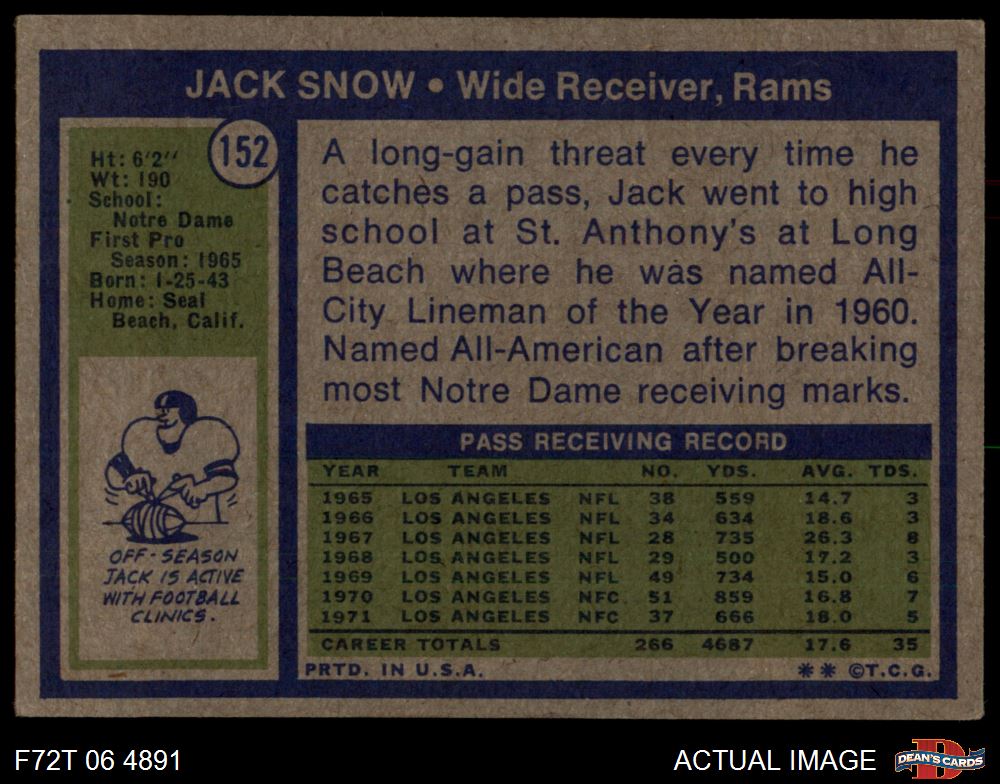 JACK SNOW • Wide Receiver, Rams
152
Ht: 6'2''
Wt: 190
School:
Notre Dame
First Pro
Season: 1965
Born: 1-25-43
Home: Seal
Beach, Calif.
OFF-SEASON
JACK IS ACTIVE
WITH FOOTBALL
CLINICS.
A long-gain threat every time he
catches a pass, Jack went to high
school at St. Anthony's at Long
Beach where he was named All-
City Lineman of the Year in 1960.
Named All-American after breaking
most Notre Dame receiving marks.
PASS RECEIVING RECORD
YEAR TEAM NO. YDS. AVG. TDS.
1965 LOS ANGELES NFL 38 559 14.7 3
1966 LOS ANGELES NFL 34 634 18.6 3
1967 LOS ANGELES NFL 28 735 26.3 8
1968 LOS ANGELES NFL 29 500 17.2 3
1969 LOS ANGELES NFL 49 734 15.0 6
1970 LOS ANGELES NFC 51 859 16.8 7
1971 LOS ANGELES NFC 37 666 18.0 5
CAREER TOTALS 266 4687 17.6 35
PRTD. IN U.S.A. ** ©T.C.G.
F72T 06 4891 ACTUAL IMAGE
D
DEAN'S CARDS